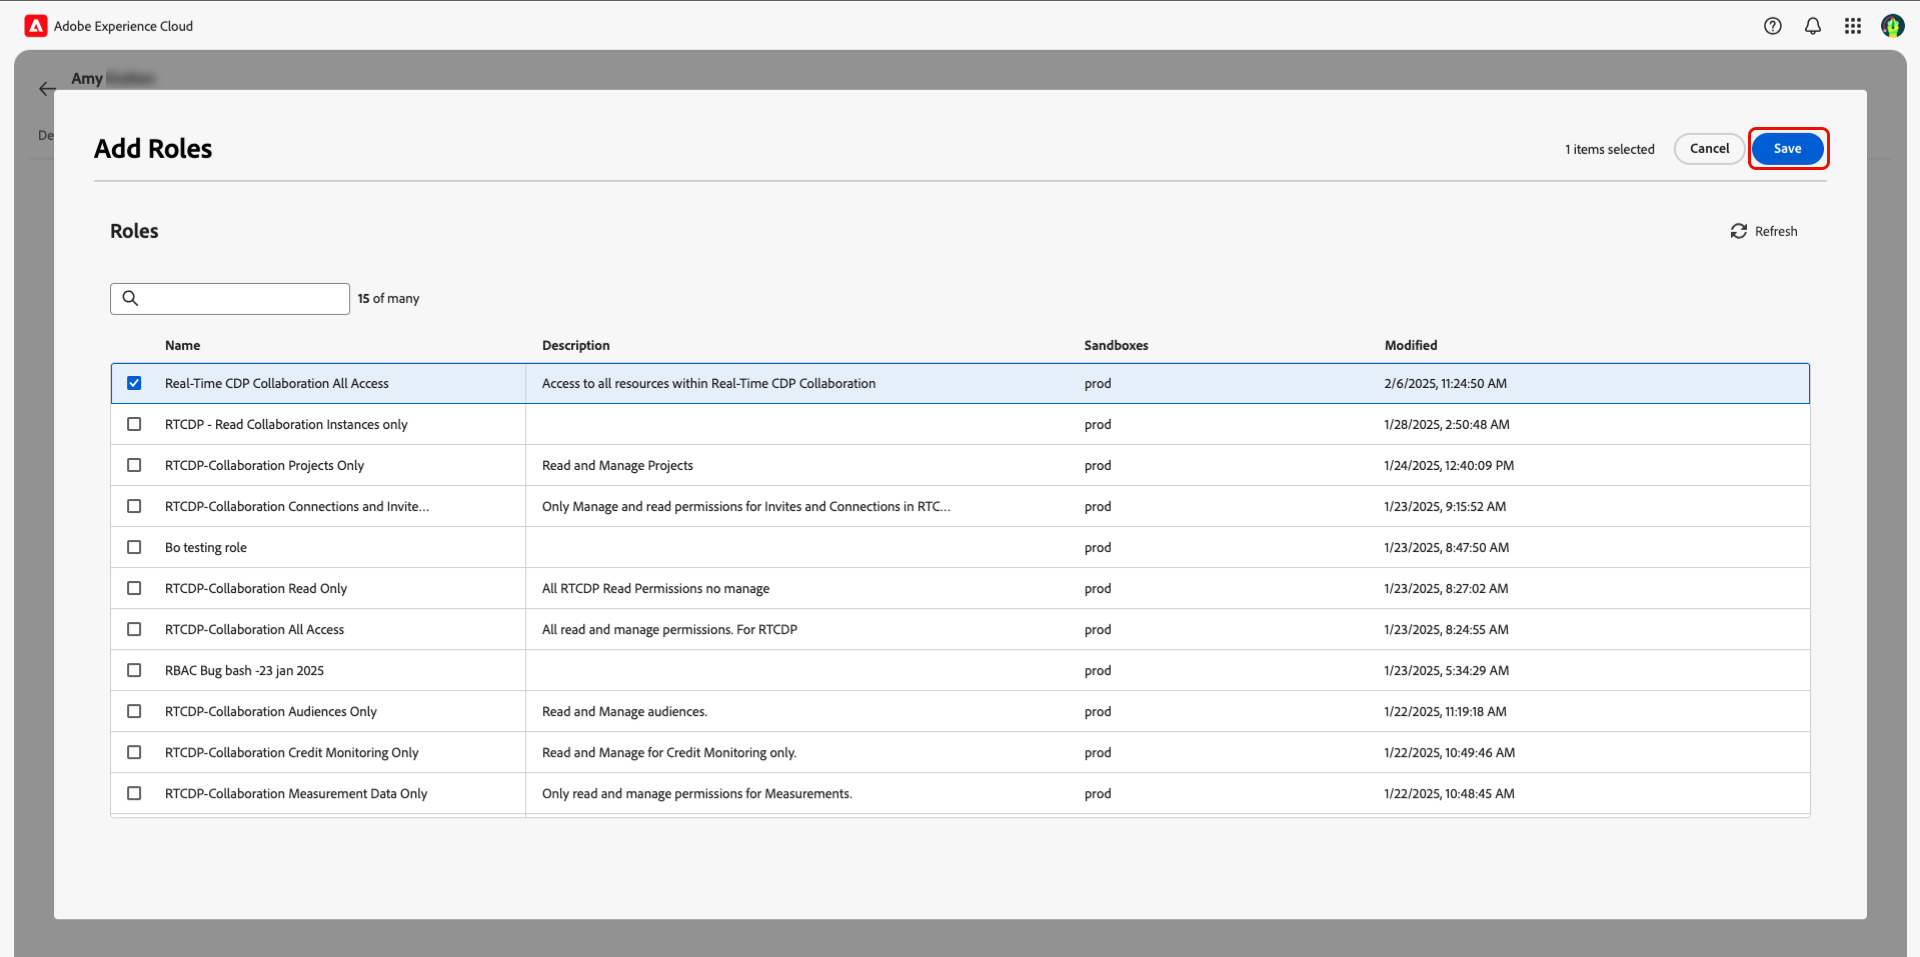 Adobe Experience Cloud
Amy
De
Add Roles
1 items selected
Cancel
Save
Roles
Refresh
15 of many
Name Description Sandboxes Modified
Real-Time CDP Collaboration All Access Access to all resources within Real-Time CDP Collaboration prod 2/6/2025, 11:24:50 AM
RTCDP - Read Collaboration Instances only prod 1/28/2025, 2:50:48 AM
RTCDP-Collaboration Projects Only Read and Manage Projects prod 1/24/2025, 12:40:09 PM
RTCDP-Collaboration Connections and Invite... Only Manage and read permissions for Invites and Connections in RTC... prod 1/23/2025, 9:15:52 AM
Bo testing role prod 1/23/2025, 8:47:50 AM
RTCDP-Collaboration Read Only All RTCDP Read Permissions no manage prod 1/23/2025, 8:27:02 AM
RTCDP-Collaboration All Access All read and manage permissions. For RTCDP prod 1/23/2025, 8:24:55 AM
RBAC Bug bash -23 jan 2025 prod 1/23/2025, 5:34:29 AM
RTCDP-Collaboration Audiences Only Read and Manage audiences. prod 1/22/2025, 11:19:18 AM
RTCDP-Collaboration Credit Monitoring Only Read and Manage for Credit Monitoring only. prod 1/22/2025, 10:49:46 AM
RTCDP-Collaboration Measurement Data Only Only read and manage permissions for Measurements. prod 1/22/2025, 10:48:45 AM